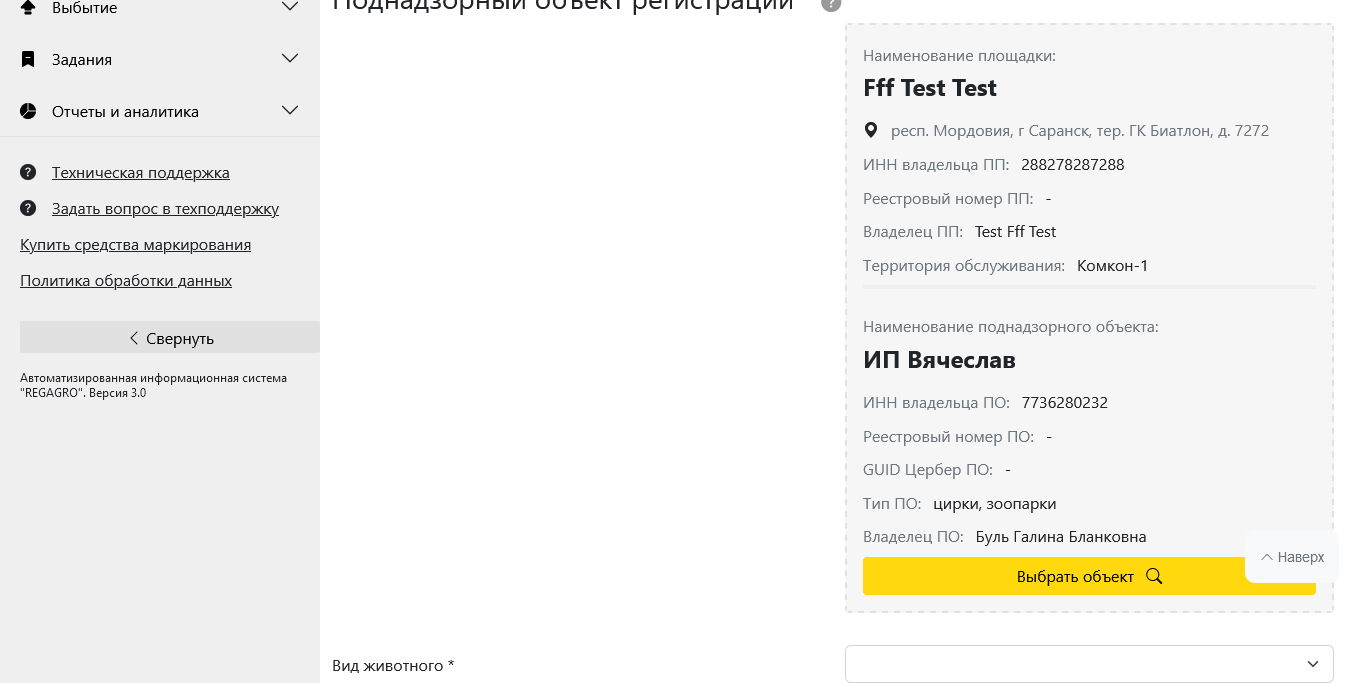 Выбытие
Задания
Отчеты и аналитика
Техническая поддержка
Задать вопрос в техподдержку
Купить средства маркирования
Политика обработки данных
Свернуть
Автоматизированная информационная система
"REGAGRO". Версия 3.0
Поднадзорный объект регистрации ?
Наименование площадки:
Fff Test Test
респ. Мордовия, г Саранск, тер. ГК Биатлон, д. 7272
ИНН владельца ПП: 288278287288
Реестровый номер ПП: -
Владелец ПП: Test Fff Test
Территория обслуживания: Комкон-1
Наименование поднадзорного объекта:
ИП Вячеслав
ИНН владельца ПО: 7736280232
Реестровый номер ПО: -
GUID Цербер ПО: -
Тип ПО: цирки, зоопарки
Владелец ПО: Буль Галина Бланковна
Наверх
Выбрать объект
Вид животного *